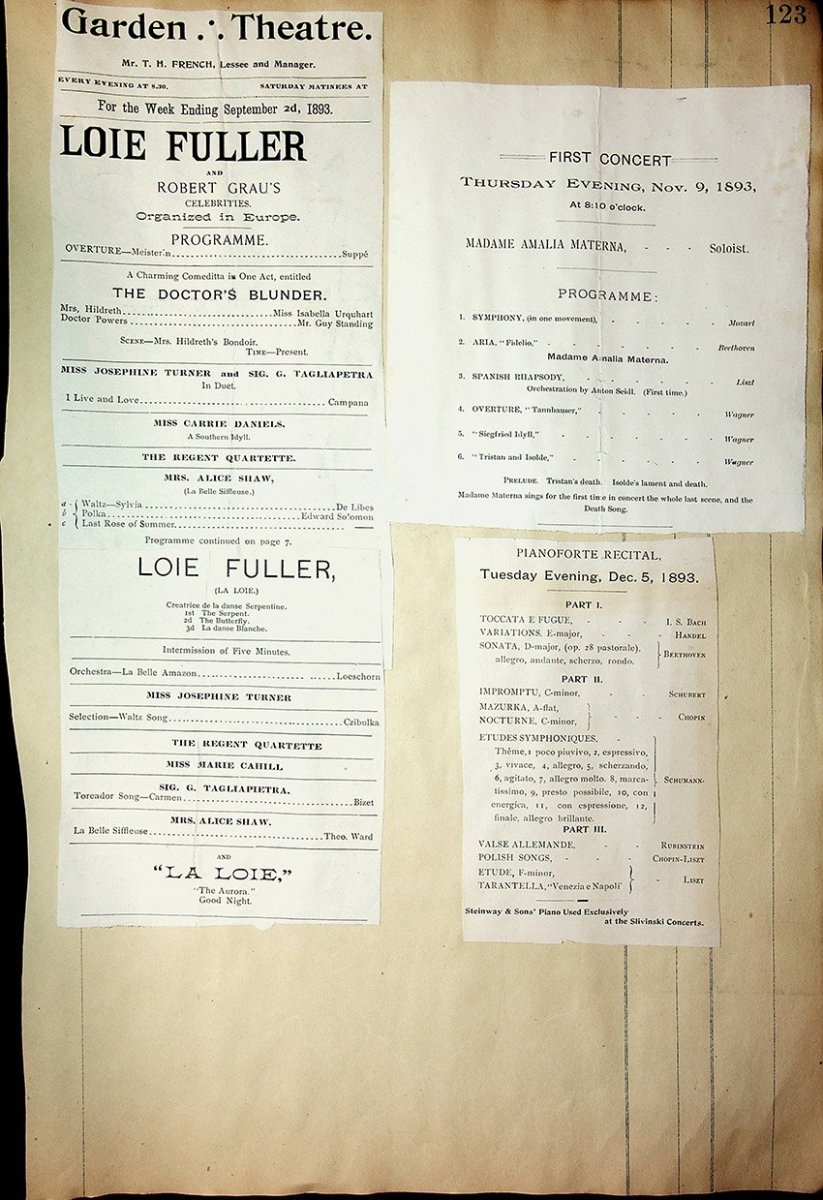 123
Garden ∴ Theatre.
Mr. T. H. FRENCH, Lessee and Manager.
EVERY EVENING AT 8.30. SATURDAY MATINEES AT
For the Week Ending September 2d, 1893.
LOIE FULLER
AND
ROBERT GRAU'S
CELEBRITIES.
Organized in Europe.
PROGRAMME.
OVERTURE—Meister'n Suppé
A Charming Comeditta is One Act, entitled
THE DOCTOR'S BLUNDER.
Mrs, Hildreth Miss Isabella Urquhart
Doctor Powers Mr. Guy Standing
SCENE—Mrs. Hildreth's Bondoir.
TIME—Present.
MISS JOSEPHINE TURNER and SIG. G. TAGLIAPETRA
In Duet.
I Live and Love Campana
MISS CARRIE DANIELS.
A Southern Idyll.
THE REGENT QUARTETTE.
MRS. ALICE SHAW,
(La Belle Siffleuse.)
a Waltz—Sylvia De Libes
b Polka Edward So'omon
c Last Rose of Summer
Programme continued on page 7.
LOIE FULLER,
(LA LOIE.)
Creatrice de la danse Serpentine.
1st The Serpent.
2d The Butterfly.
3d La danse Blanche.
Intermission of Five Minutes.
Orchestra—La Belle Amazon Loeschorn
MISS JOSEPHINE TURNER
Selection—Waltz Song Czibulka
THE REGENT QUARTETTE
MISS MARIE CAHILL
SIG. G. TAGLIAPIETRA.
Toreador Song—Carmen Bizet
MRS. ALICE SHAW.
La Belle Siffleuse Theo. Ward
AND
"LA LOIE,"
"The Aurora."
Good Night.
FIRST CONCERT
THURSDAY EVENING, NOV. 9, 1893,
At 8:10 o'clock.
MADAME AMALIA MATERNA, - - - Soloist.
PROGRAMME:
1. SYMPHONY, (in one movement), Mozart
2. ARIA, "Fidelio," Beethoven
Madame Amalia Materna.
3. SPANISH RHAPSODY, Liszt
Orchestration by Anton Seidl. (First time.)
4. OVERTURE, "Tannhauser," Wagner
5. "Siegfried Idyll," Wagner
6. "Tristan and Isolde," Wagner
PRELUDE. Tristan's death. Isolde's lament and death.
Madame Materna sings for the first time in concert the whole last scene, and the
Death Song.
PIANOFORTE RECITAL,
Tuesday Evening, Dec. 5, 1893.
PART I.
TOCCATA E FUGUE, - - - I. S. BACH
VARIATIONS, E-major, - - - HANDEL
SONATA, D-major, (op. 28 pastorale),
allegro, andante, scherzo, rondo. BEETHOVEN
PART II.
IMPROMPTU, C-minor, - SCHUBERT
MAZURKA, A-flat,
NOCTURNE, C-minor, - CHOPIN
ETUDES SYMPHONIQUES, -
Thême, 1 poco piuvivo, 2, espressivo,
3, vivace, 4, allegro, 5, scherzando,
6, agitato, 7, allegro molto. 8, marca- SCHUMANN.
tissimo, 9, presto possibile, 10, con
energica, 11, con espressione, 12,
finale, allegro brillante.
PART III.
VALSE ALLEMANDE, - - RUBINSTEIN
POLISH SONGS, - - - CHOPIN-LISZT
ETUDE, F-minor,
TARANTELLA, "Venezia e Napoli" - LISZT
Steinway & Sons' Piano Used Exclusively
at the Slivinski Concerts.